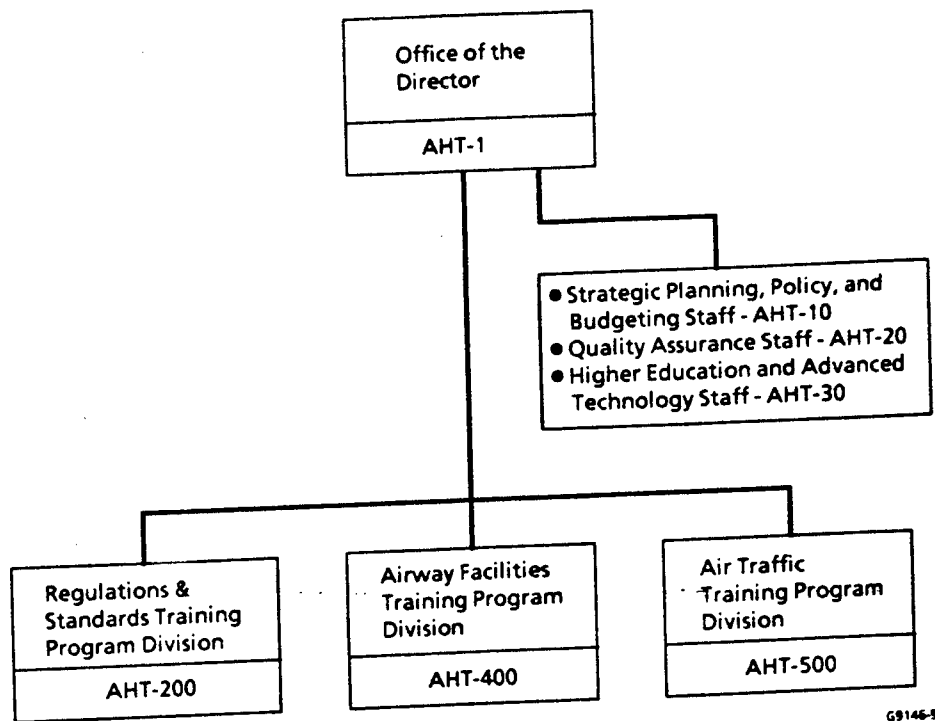 Office of the
Director
AHT-1
● Strategic Planning, Policy, and
Budgeting Staff - AHT-10
● Quality Assurance Staff - AHT-20
● Higher Education and Advanced
Technology Staff - AHT-30
Regulations &
Standards Training
Program Division
AHT-200
Airway Facilities
Training Program
Division
AHT-400
Air Traffic
Training Program
Division
AHT-500